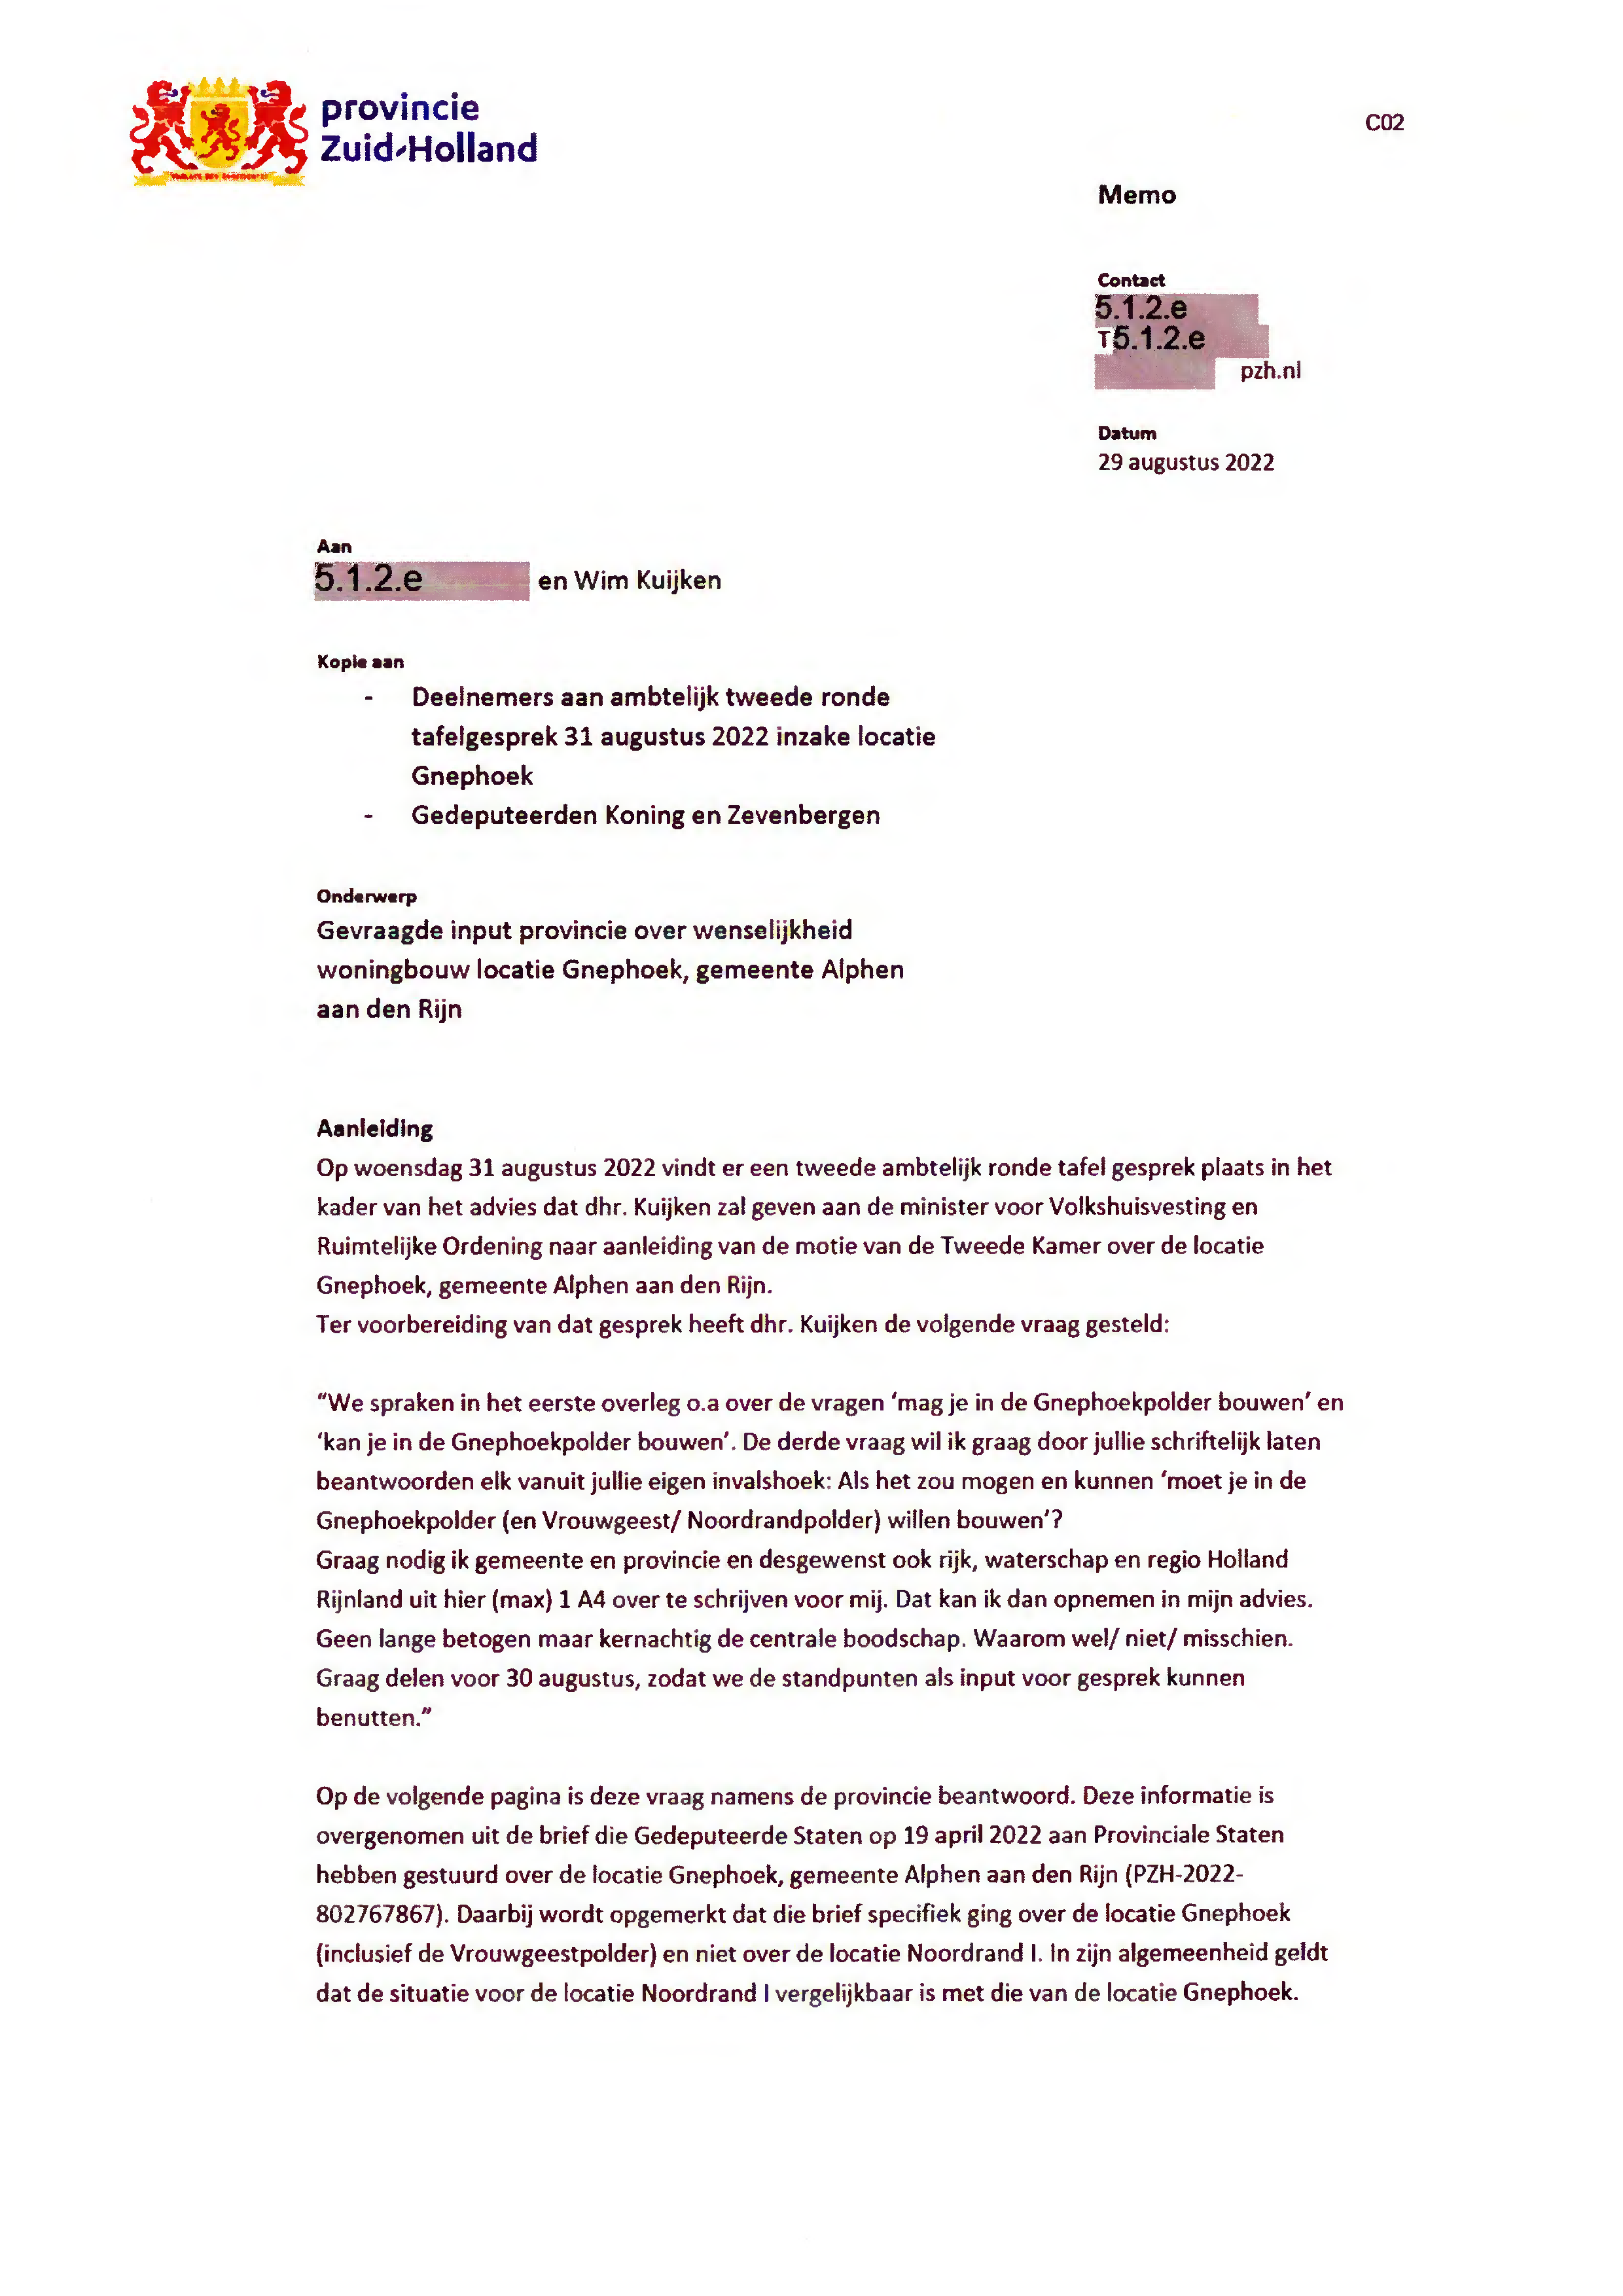 provincie
Zuid-Holland
C02
Memo
Contact
5.1.2.e
T5.1.2.e
pzh.nl
Datum
29 augustus 2022
Aan
5.1.2.e en Wim Kuijken
Kopie aan
- Deelnemers aan ambtelijk tweede ronde
tafelgesprek 31 augustus 2022 inzake locatie
Gnephoek
- Gedeputeerden Koning en Zevenbergen
Onderwerp
Gevraagde input provincie over wenselijkheid
woningbouw locatie Gnephoek, gemeente Alphen
aan den Rijn
Aanleiding
Op woensdag 31 augustus 2022 vindt er een tweede ambtelijk ronde tafel gesprek plaats in het
kader van het advies dat dhr. Kuijken zal geven aan de minister voor Volkshuisvesting en
Ruimtelijke Ordening naar aanleiding van de motie van de Tweede Kamer over de locatie
Gnephoek, gemeente Alphen aan den Rijn.
Ter voorbereiding van dat gesprek heeft dhr. Kuijken de volgende vraag gesteld:
“We spraken in het eerste overleg o.a over de vragen ‘mag je in de Gnephoekpolder bouwen’ en
‘kan je in de Gnephoekpolder bouwen’. De derde vraag wil ik graag door jullie schriftelijk laten
beantwoorden elk vanuit jullie eigen invalshoek: Als het zou mogen en kunnen ‘moet je in de
Gnephoekpolder (en Vrouwgeest/ Noordrandpolder) willen bouwen’?
Graag nodig ik gemeente en provincie en desgewenst ook rijk, waterschap en regio Holland
Rijnland uit hier (max) 1 A4 over te schrijven voor mij. Dat kan ik dan opnemen in mijn advies.
Geen lange betogen maar kernachtig de centrale boodschap. Waarom wel/ niet/ misschien.
Graag delen voor 30 augustus, zodat we de standpunten als input voor gesprek kunnen
benutten.”
Op de volgende pagina is deze vraag namens de provincie beantwoord. Deze informatie is
overgenomen uit de brief die Gedeputeerde Staten op 19 april 2022 aan Provinciale Staten
hebben gestuurd over de locatie Gnephoek, gemeente Alphen aan den Rijn (PZH-2022-
802767867). Daarbij wordt opgemerkt dat die brief specifiek ging over de locatie Gnephoek
(inclusief de Vrouwgeestpolder) en niet over de locatie Noordrand I. In zijn algemeenheid geldt
dat de situatie voor de locatie Noordrand I vergelijkbaar is met die van de locatie Gnephoek.